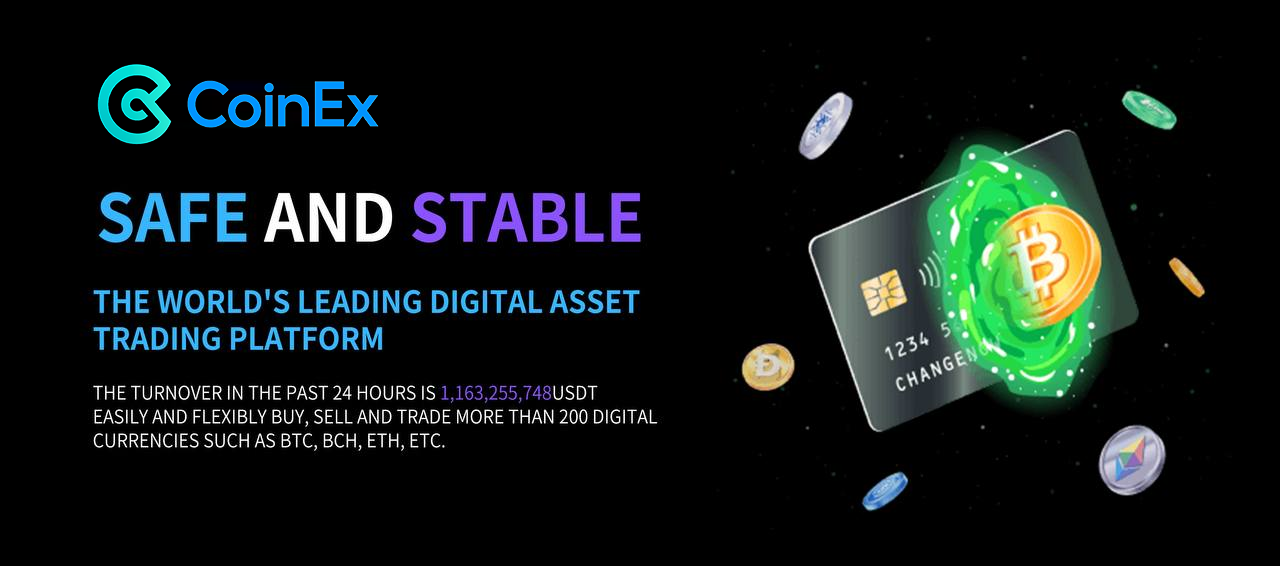 CoinEx
SAFE AND STABLE
THE WORLD'S LEADING DIGITAL ASSET
TRADING PLATFORM
THE TURNOVER IN THE PAST 24 HOURS IS 1,163,255,748USDT
EASILY AND FLEXIBLY BUY, SELL AND TRADE MORE THAN 200 DIGITAL
CURRENCIES SUCH AS BTC, BCH, ETH, ETC.
1234 5
CHANGENOW